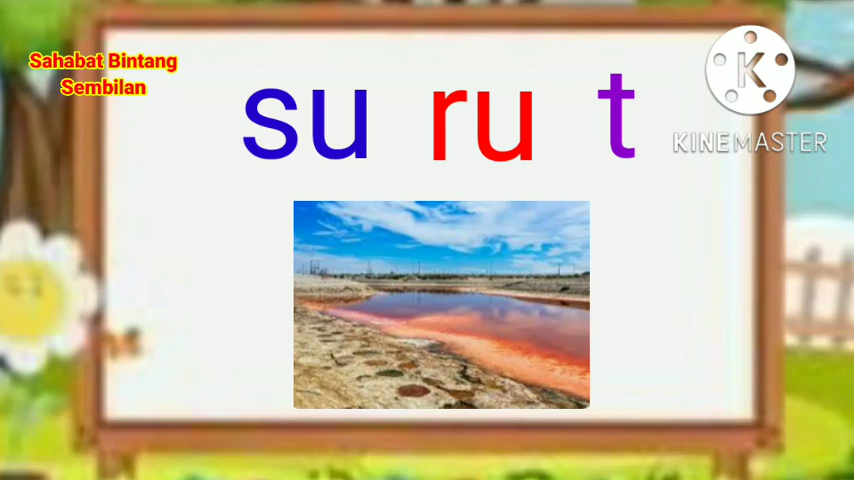 Sahabat Bintang
Sembilan
su ru t
K
KINEMASTER